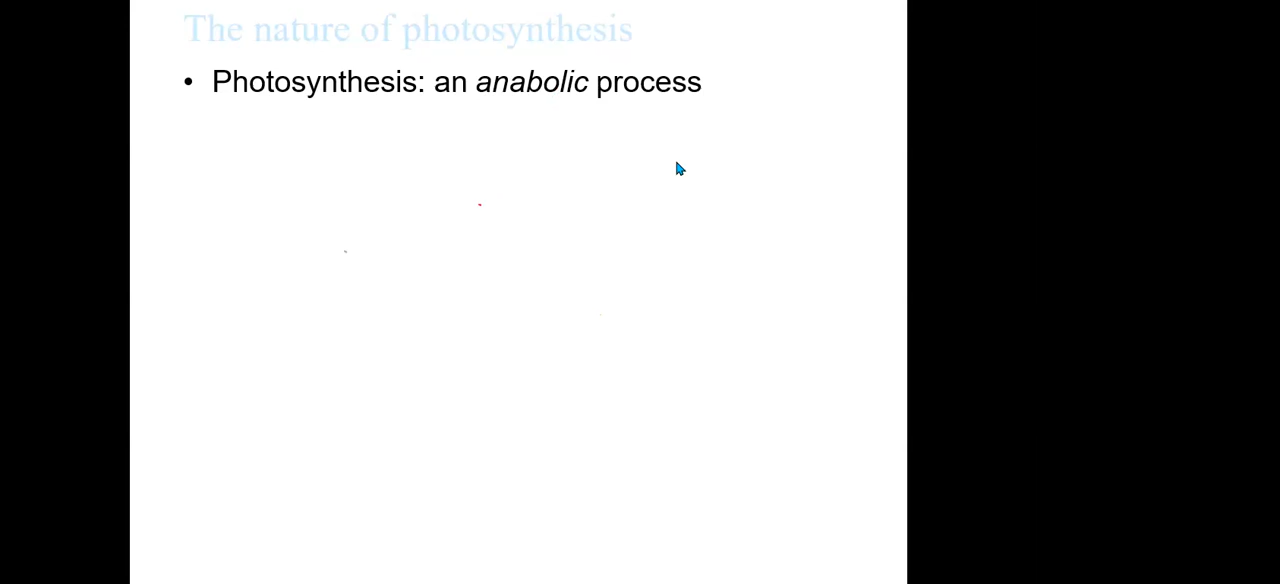 The nature of photosynthesis
• Photosynthesis: an anabolic process